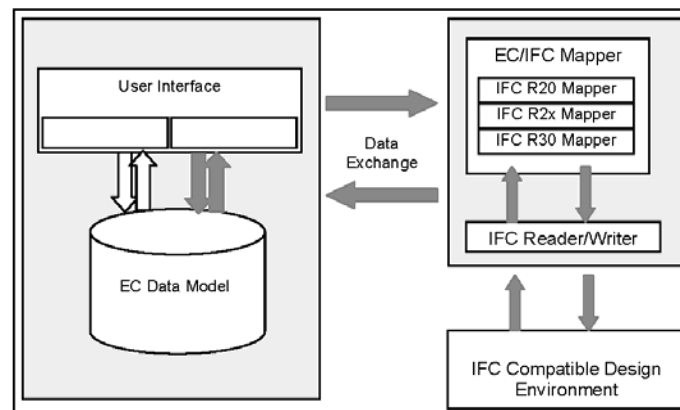 User Interface
EC Data Model
Data
Exchange
EC/IFC Mapper
IFC R20 Mapper
IFC R2x Mapper
IFC R30 Mapper
IFC Reader/Writer
IFC Compatible Design
Environment